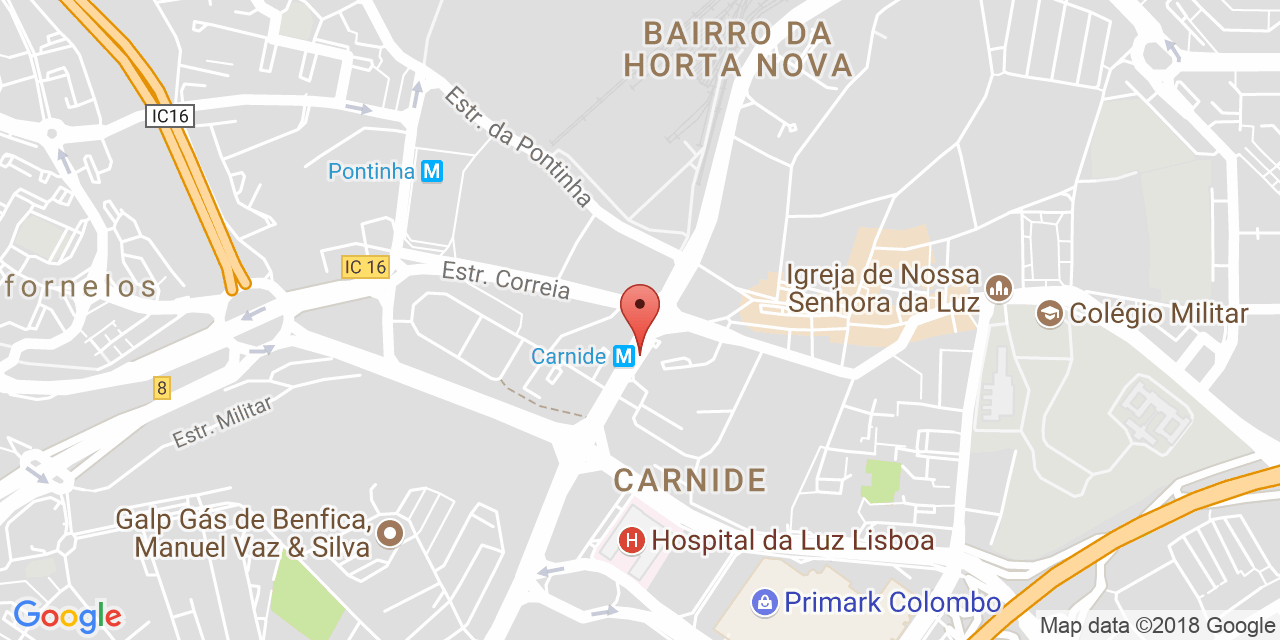 BAIRRO DA
HORTA NOVA
IC16
Estr. da Pontinha
Pontinha M
IC 16
Estr. Correia
fornelos
Igreja de Nossa
Senhora da Luz
Colégio Militar
Carnide M
8
Estr. Militar
CARNIDE
Galp Gás de Benfica,
Manuel Vaz & Silva
H Hospital da Luz Lisboa
Primark Colombo
Google
Map data ©2018 Google